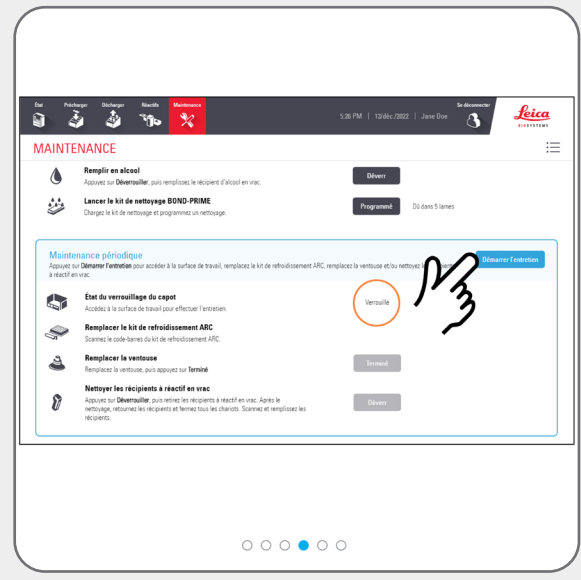 État Précharger Décharger Réactifs Maintenance
5:26 PM | 13/déc./2022 | Jane Doe
Se déconnecter
Leica
BIOSYSTEMS
MAINTENANCE
Remplir en alcool
Appuyez sur Déverrouiller, puis remplissez le récipient d'alcool en vrac.
Déverr
Lancer le kit de nettoyage BOND-PRIME
Chargez le kit de nettoyage et programmez un nettoyage.
Programmé
Dû dans 5 lames
Maintenance périodique
Appuyez sur Démarrer l'entretien pour accéder à la surface de travail, remplacez le kit de refroidissement ARC, remplacez la ventouse et/ou nettoyez
à réactif en vrac.
Démarrer l'entretien
État du verrouillage du capot
Accédez à la surface de travail pour effectuer l'entretien.
Verrouillé
Remplacer le kit de refroidissement ARC
Scannez le code-barres du kit de refroidissement ARC.
Remplacer la ventouse
Remplacez la ventouse, puis appuyez sur Terminé
Terminé
Nettoyer les récipients à réactif en vrac
Appuyez sur Déverrouiller, puis retirez les récipients à réactif en vrac. Après le
nettoyage, retournez les récipients et fermez tous les chariots. Scannez et remplissez les
récipients.
Déverr